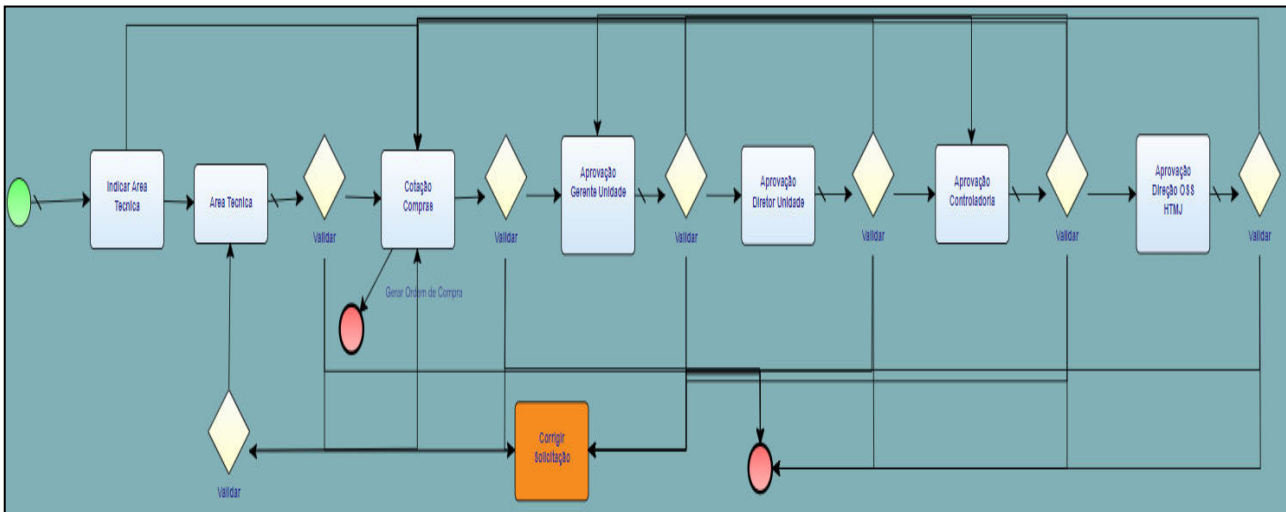 Indicar Area
Tecnica
Area Tecnica
Validar
Cotação
Compras
Validar
Aprovação
Gerente Unidade
Validar
Aprovação
Diretor Unidade
Validar
Aprovação
Controladoria
Validar
Aprovação
Direção OSS
HTMJ
Validar
Gerar Ordem de Compra
Corrigir
Solicitação
Validar